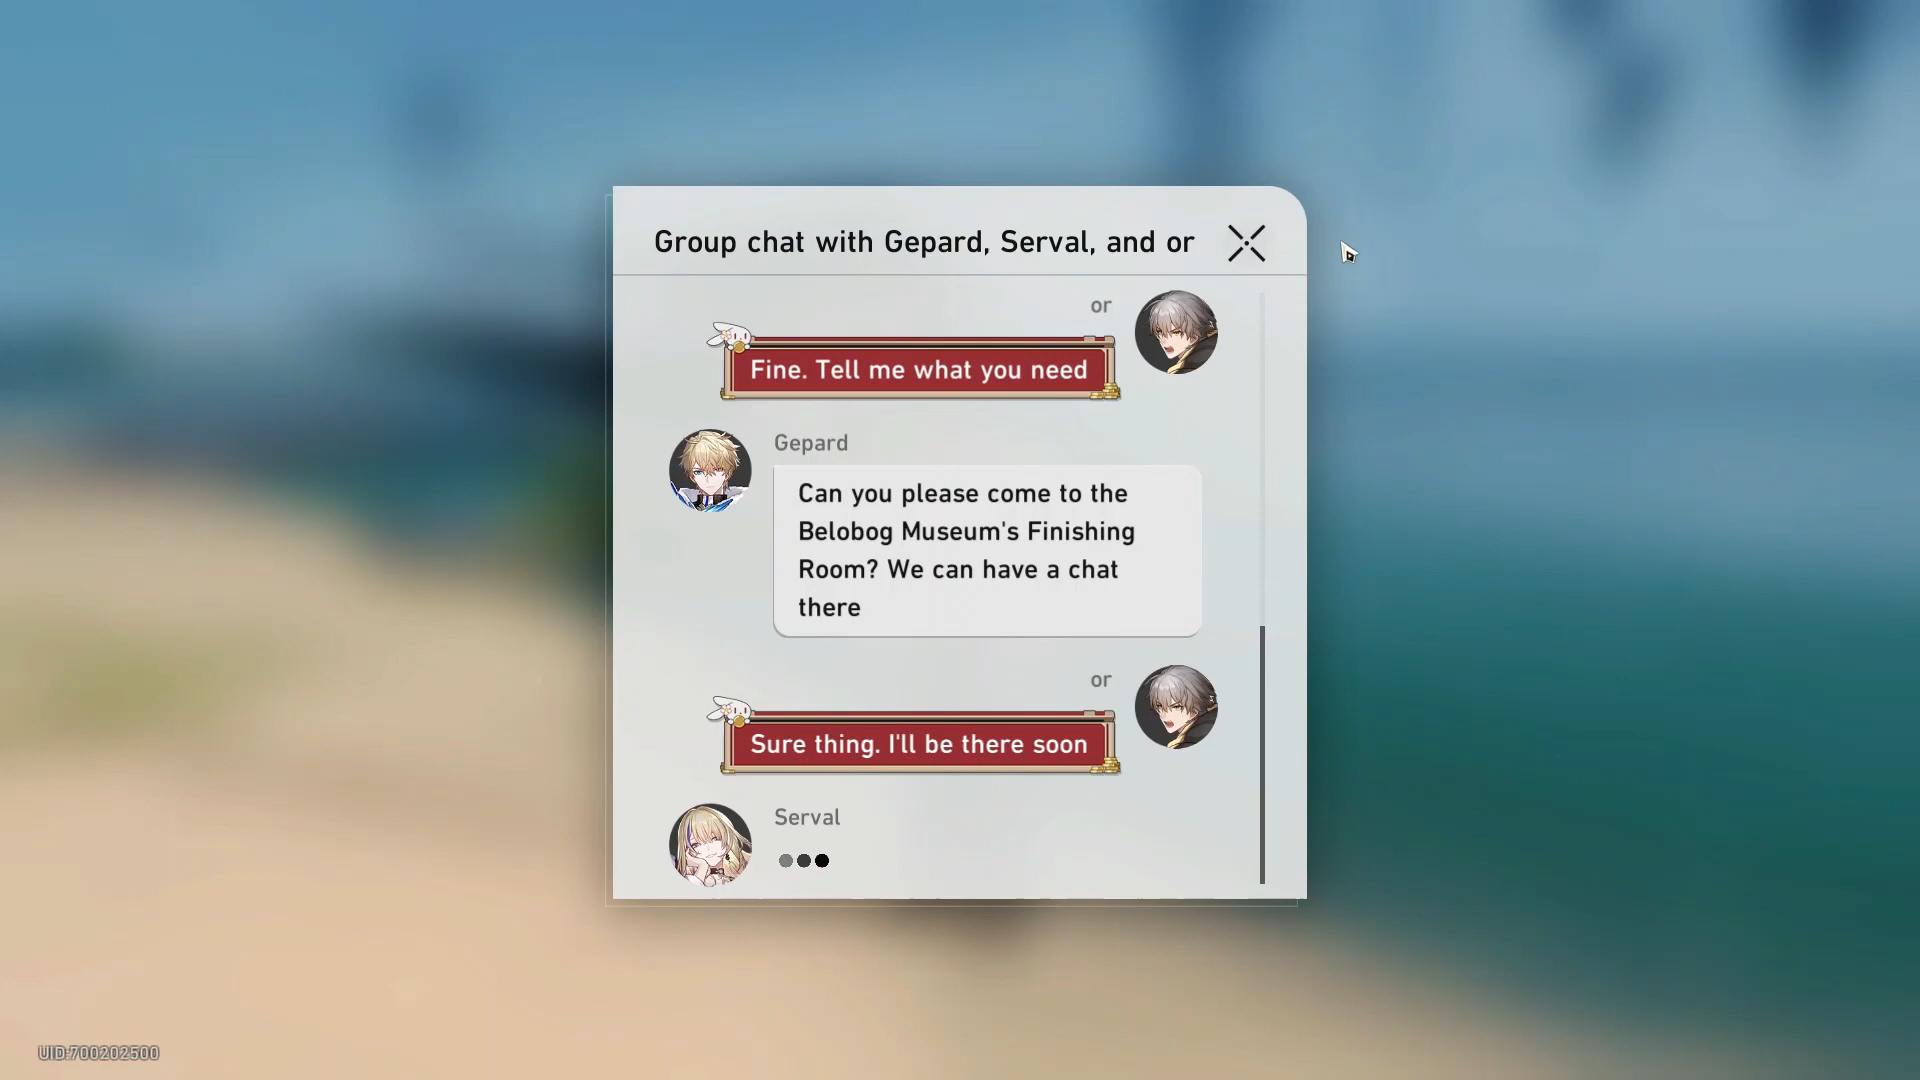 Group chat with Gepard, Serval, and or
or
Fine. Tell me what you need
Gepard
Can you please come to the
Belobog Museum's Finishing
Room? We can have a chat
there
or
Sure thing. I'll be there soon
Serval
UID:700202500